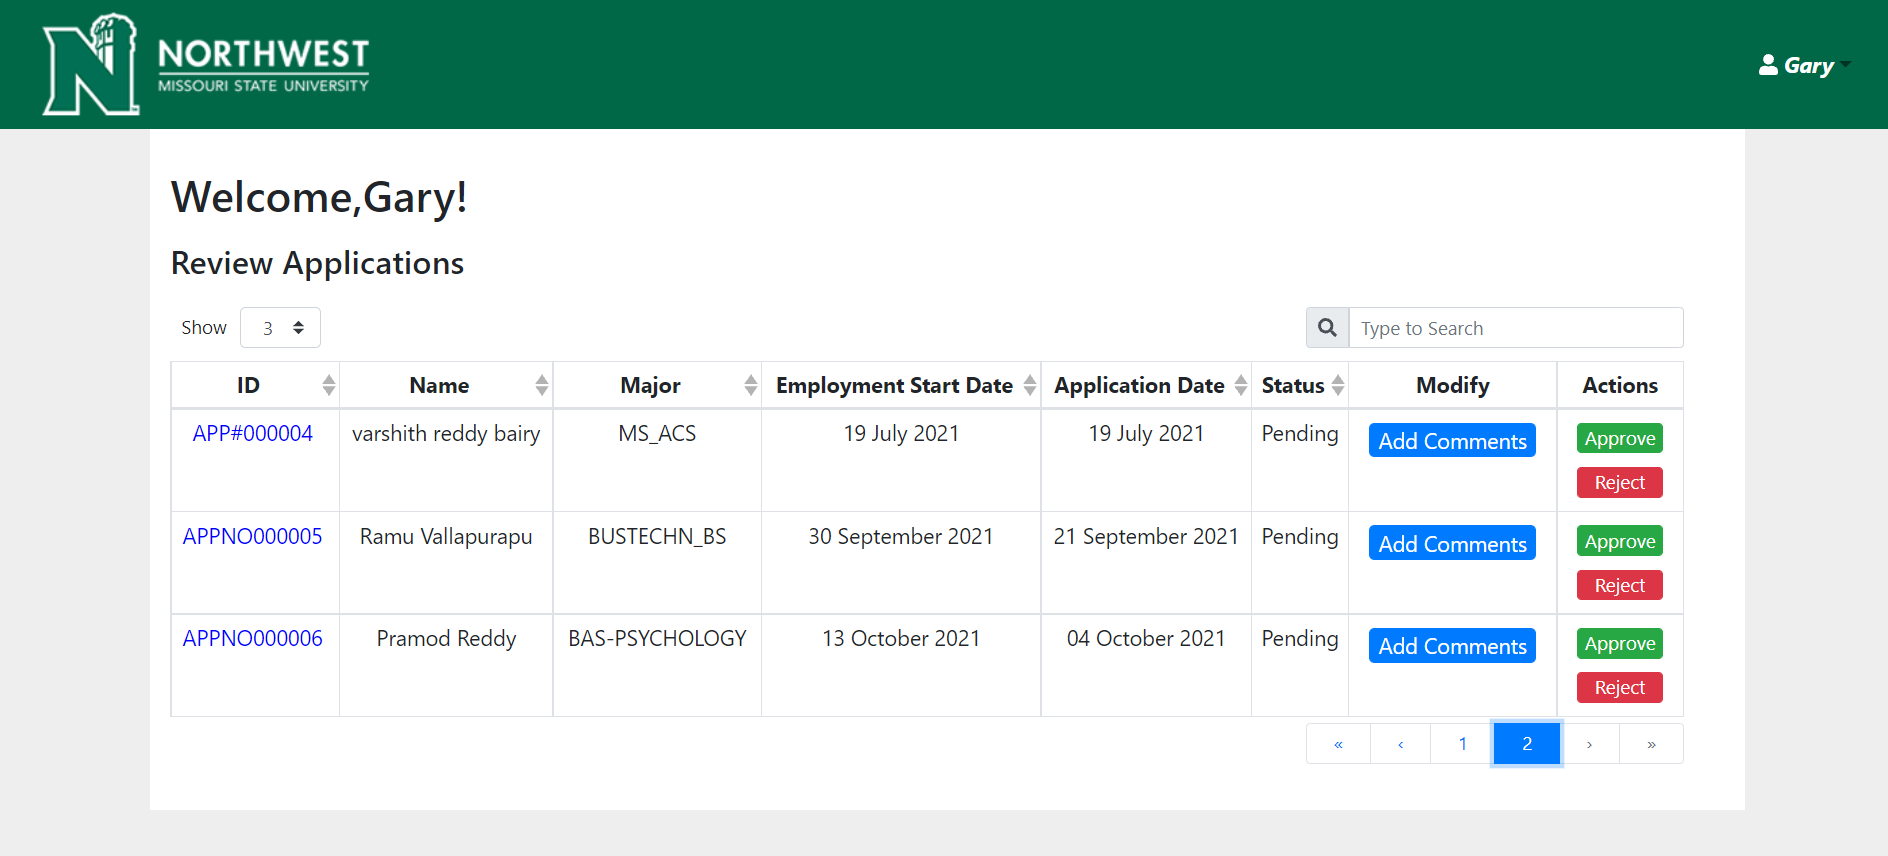 NORTHWEST
MISSOURI STATE UNIVERSITY
Gary
Welcome,Gary!
Review Applications
Show 3 Type to Search
ID Name Major Employment Start Date Application Date Status Modify Actions
APP#000004 varshith reddy bairy MS_ACS 19 July 2021 19 July 2021 Pending Add Comments Approve
Reject
APPNO000005 Ramu Vallapurapu BUSTECHN_BS 30 September 2021 21 September 2021 Pending Add Comments Approve
Reject
APPNO000006 Pramod Reddy BAS-PSYCHOLOGY 13 October 2021 04 October 2021 Pending Add Comments Approve
Reject
« ‹ 1 2 › »